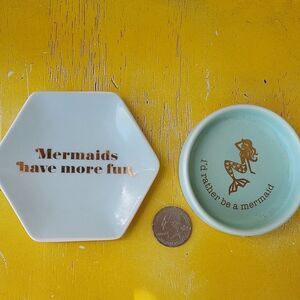 Mermaids
have more fun.
I'd rather be a mermaid